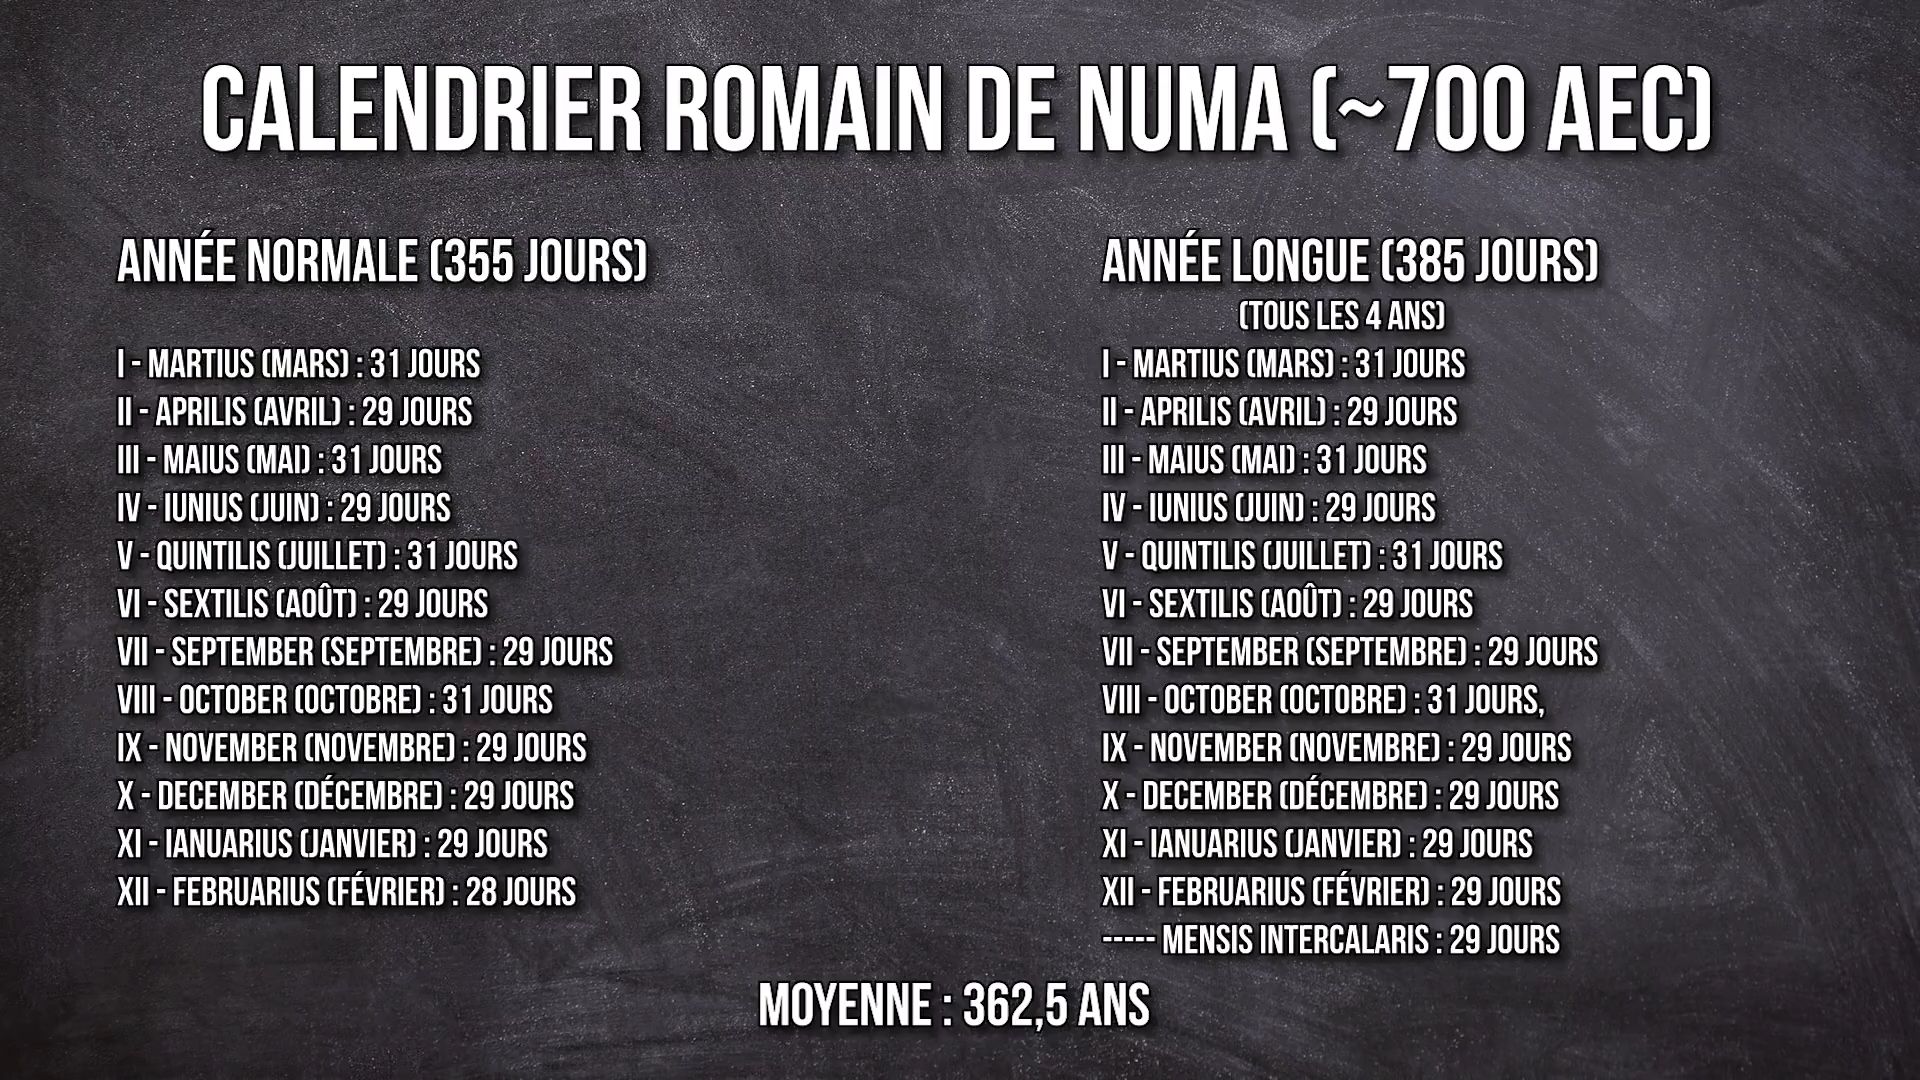 CALENDRIER ROMAIN DE NUMA (~700 AEC)
ANNÉE NORMALE (355 JOURS)
I - MARTIUS (MARS) : 31 JOURS
II - APRILIS (AVRIL) : 29 JOURS
III - MAIUS (MAI) : 31 JOURS
IV - IUNIUS (JUIN) : 29 JOURS
V - QUINTILIS (JUILLET) : 31 JOURS
VI - SEXTILIS (AOÛT) : 29 JOURS
VII - SEPTEMBER (SEPTEMBRE) : 29 JOURS
VIII - OCTOBER (OCTOBRE) : 31 JOURS
IX - NOVEMBER (NOVEMBRE) : 29 JOURS
X - DECEMBER (DÉCEMBRE) : 29 JOURS
XI - IANUARIUS (JANVIER) : 29 JOURS
XII - FEBRUARIUS (FÉVRIER) : 28 JOURS
ANNÉE LONGUE (385 JOURS)
(TOUS LES 4 ANS)
I - MARTIUS (MARS) : 31 JOURS
II - APRILIS (AVRIL) : 29 JOURS
III - MAIUS (MAI) : 31 JOURS
IV - IUNIUS (JUIN) : 29 JOURS
V - QUINTILIS (JUILLET) : 31 JOURS
VI - SEXTILIS (AOÛT) : 29 JOURS
VII - SEPTEMBER (SEPTEMBRE) : 29 JOURS
VIII - OCTOBER (OCTOBRE) : 31 JOURS,
IX - NOVEMBER (NOVEMBRE) : 29 JOURS
X - DECEMBER (DÉCEMBRE) : 29 JOURS
XI - IANUARIUS (JANVIER) : 29 JOURS
XII - FEBRUARIUS (FÉVRIER) : 29 JOURS
----- MENSIS INTERCALARIS : 29 JOURS
MOYENNE : 362,5 ANS